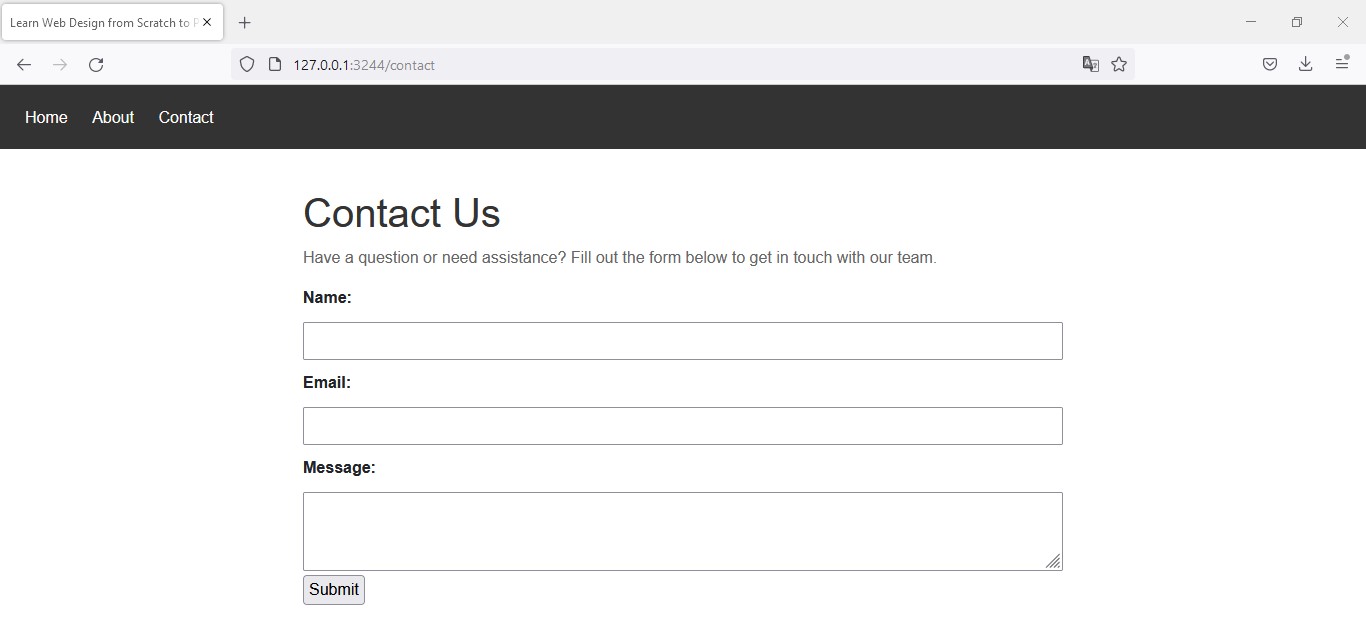 Learn Web Design from Scratch to
127.0.0.1:3244/contact
Home About Contact
Contact Us
Have a question or need assistance? Fill out the form below to get in touch with our team.
Name:
Email:
Message:
Submit